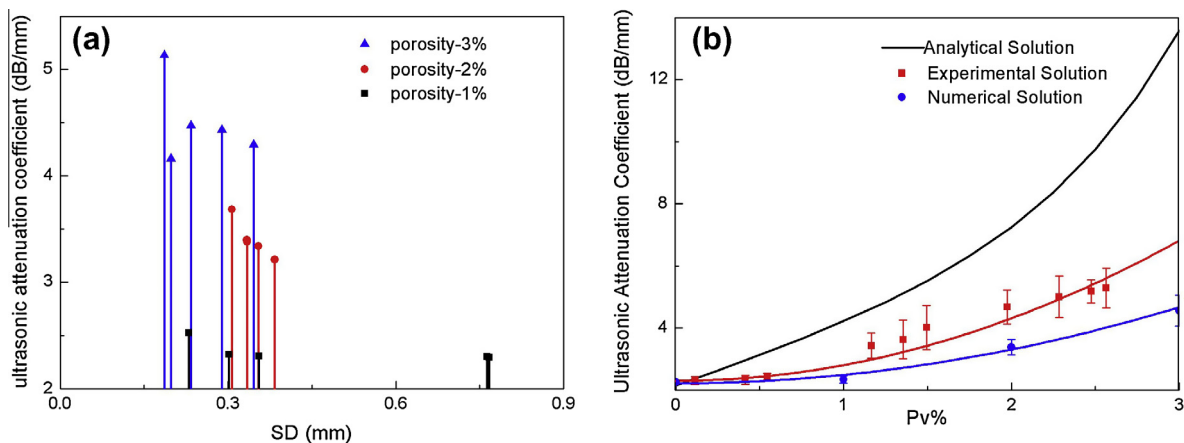 (a)
porosity-3%
porosity-2%
porosity-1%
ultrasonic attenuation coefficient (dB/mm)
5
4
3
2
0.0
0.3
0.6
0.9
SD (mm)
(b)
Analytical Solution
Experimental Solution
Numerical Solution
Ultrasonic Attenuation Coefficient (dB/mm)
12
8
4
0
1
2
3
Pv%